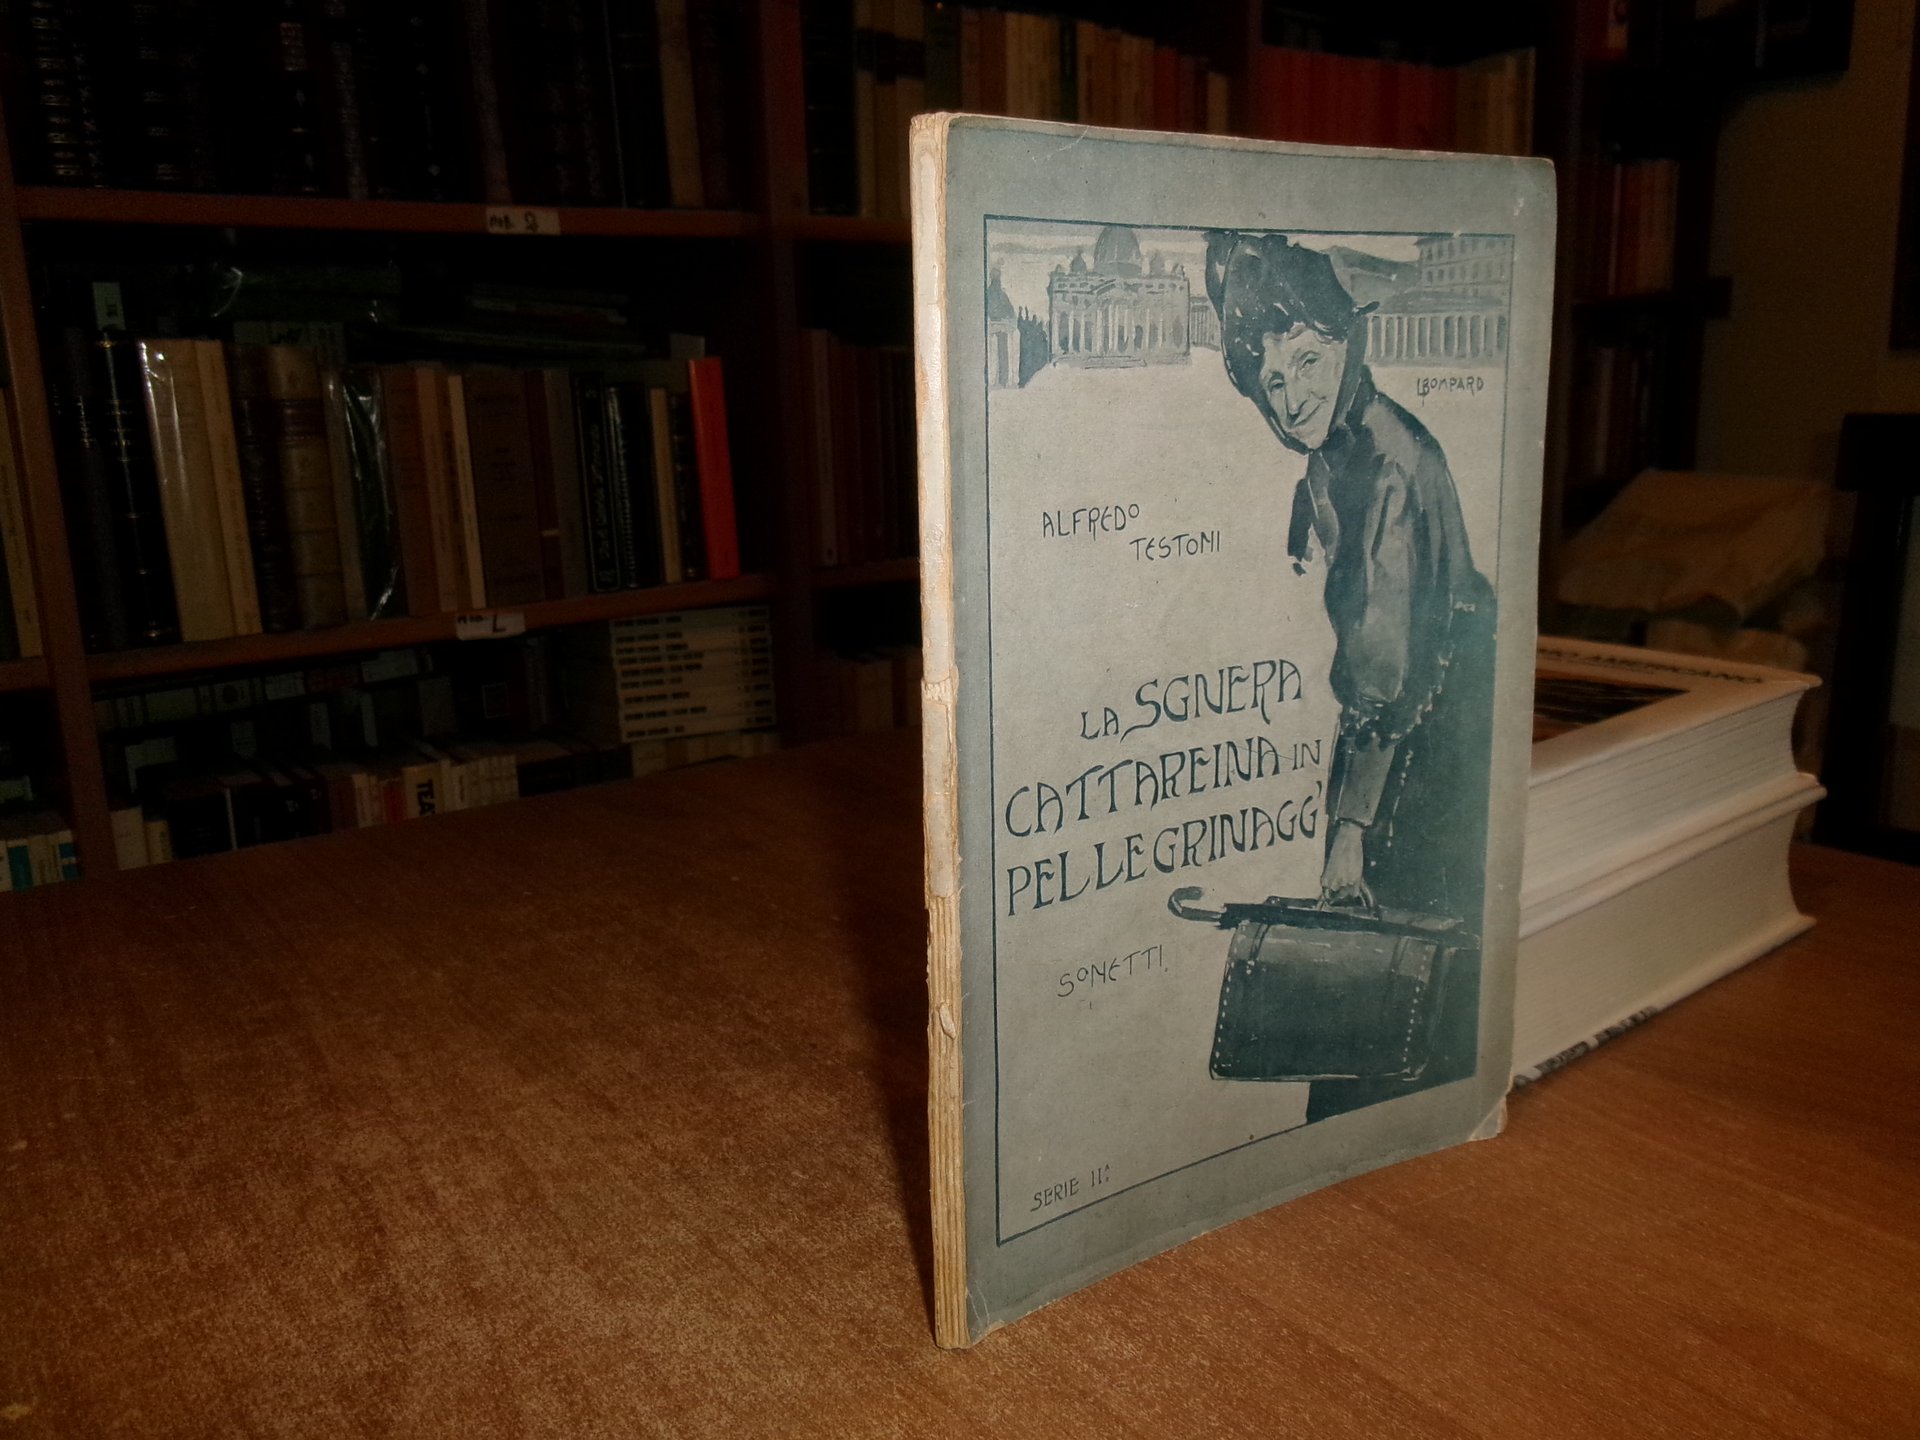 L BOMPARD
ALFREDO
TESTONI
LA SGNERA
CATTAREINA IN
PELLEGRINAGG'
SONETTI.
SERIE II.ª